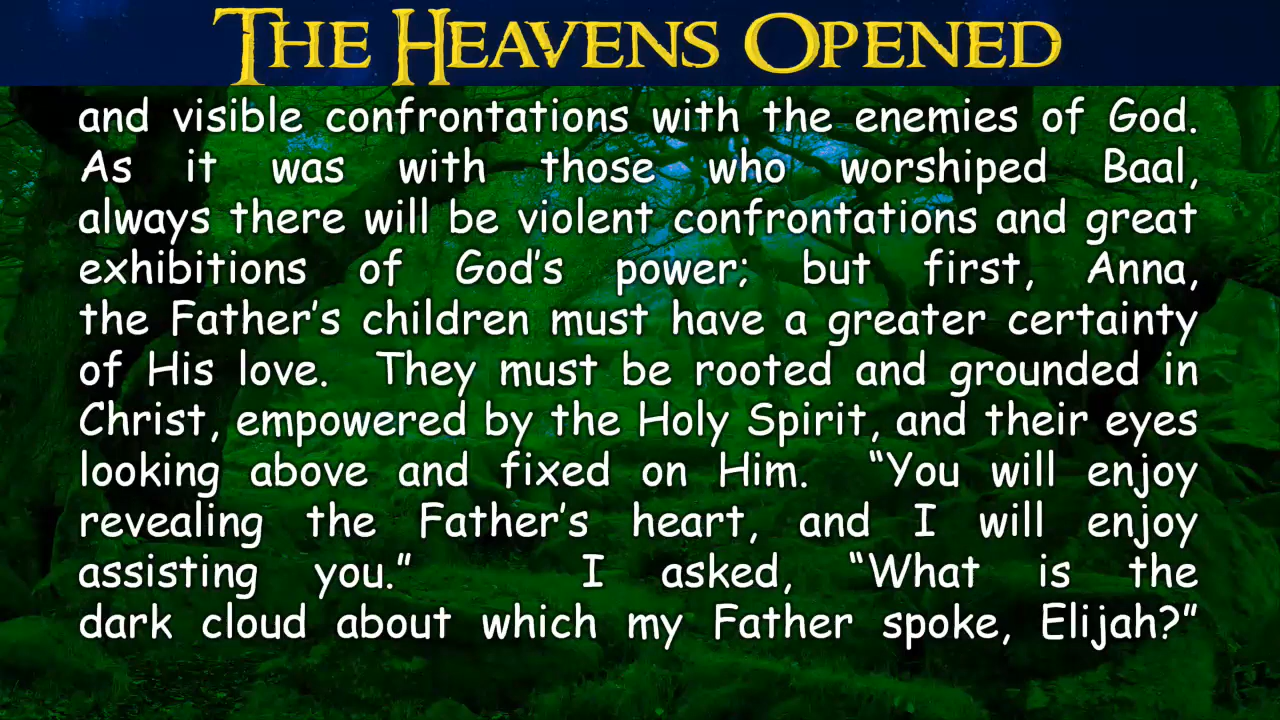 THE HEAVENS OPENED
and visible confrontations with the enemies of God.
As it was with those who worshiped Baal,
always there will be violent confrontations and great
exhibitions of God's power; but first, Anna,
the Father's children must have a greater certainty
of His love. They must be rooted and grounded in
Christ, empowered by the Holy Spirit, and their eyes
looking above and fixed on Him. “You will enjoy
revealing the Father's heart, and I will enjoy
assisting you.” I asked, “What is the
dark cloud about which my Father spoke, Elijah?”